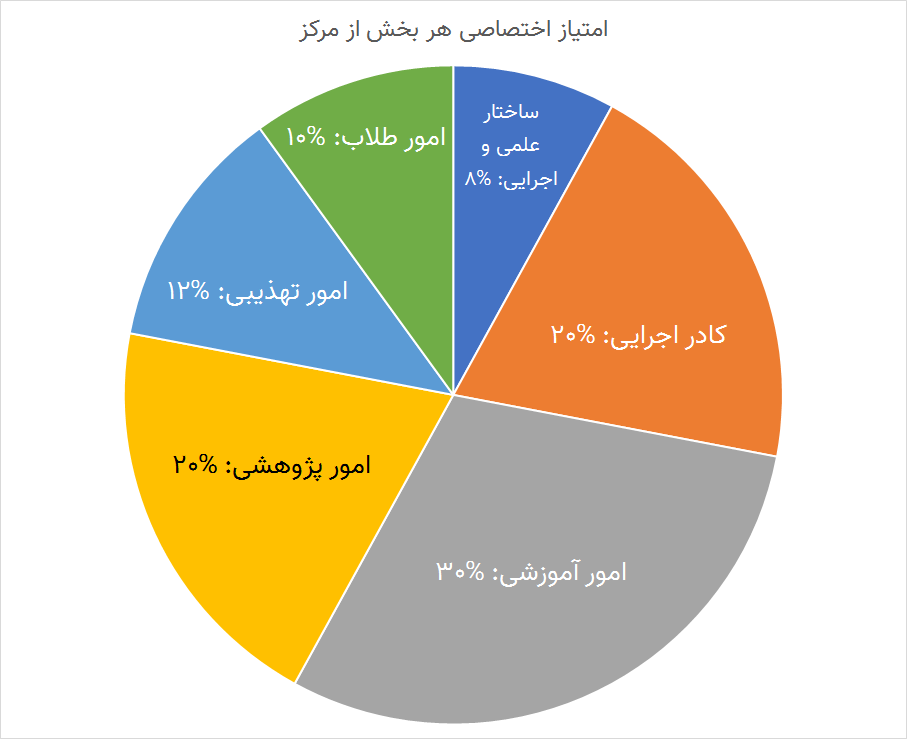 امتیاز اختصاصی هر بخش از مرکز
ساختار
علمی و
اجرایی: %۸
کادر اجرایی: %۲۰
امور آموزشی: %۳۰
امور پژوهشی: %۲۰
امور تهذیبی: %۱۲
امور طلاب: %۱۰